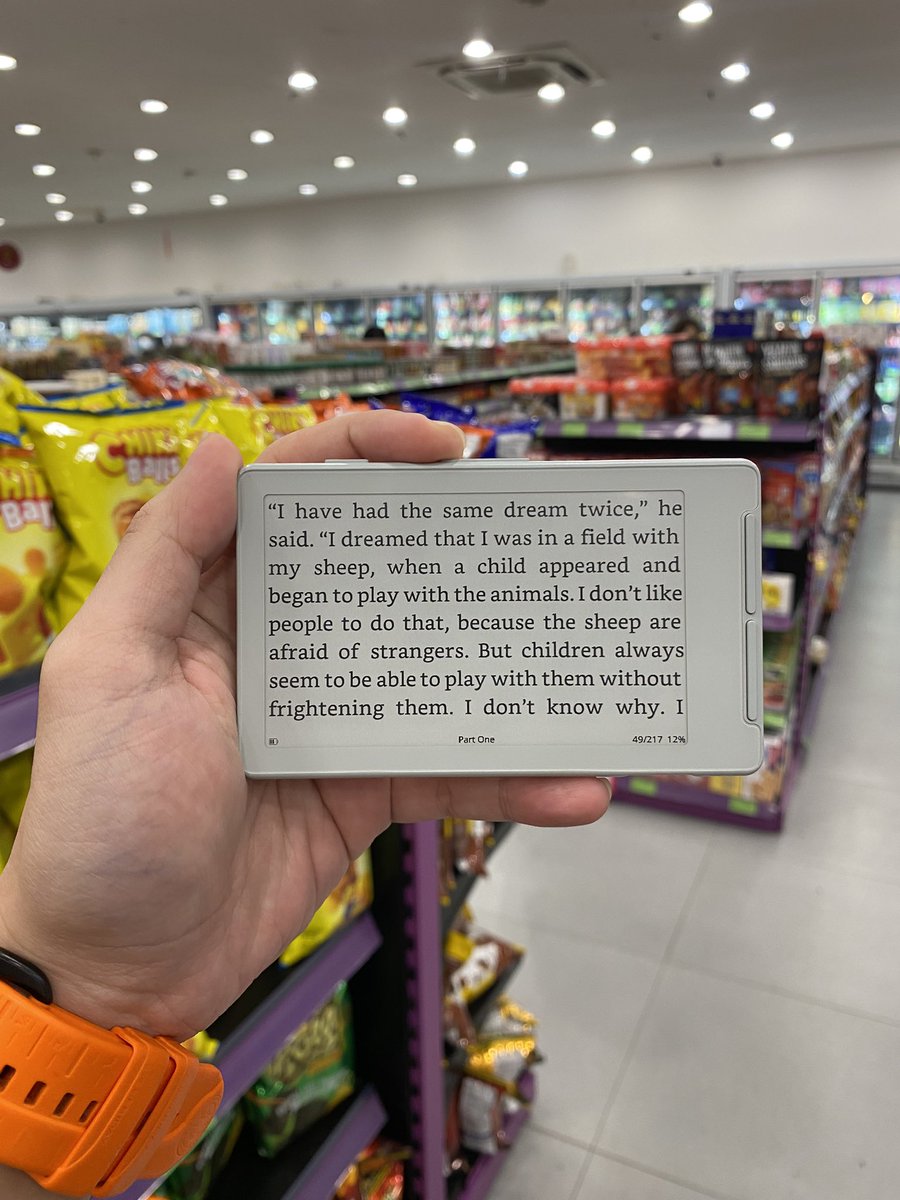 “I have had the same dream twice,” he
said. “I dreamed that I was in a field with
my sheep, when a child appeared and
began to play with the animals. I don’t like
people to do that, because the sheep are
afraid of strangers. But children always
seem to be able to play with them without
frightening them. I don’t know why. I
Part One
49/217 12%
Balls